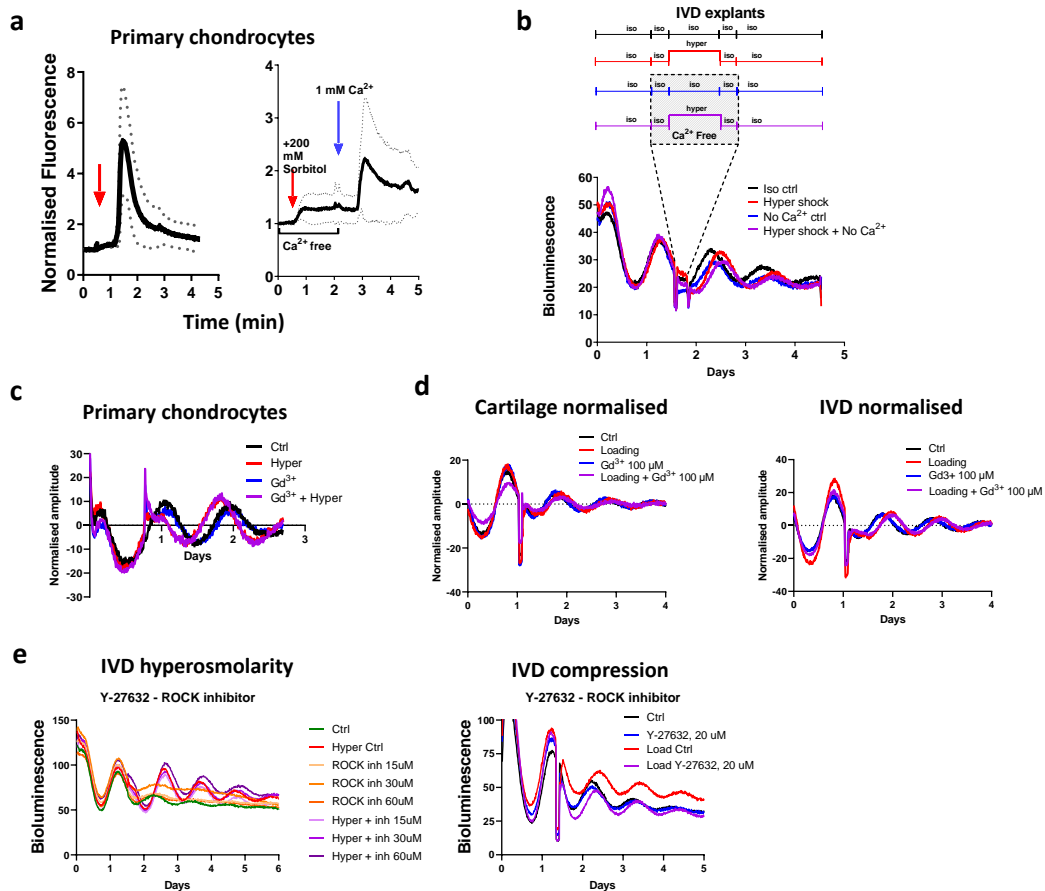 a
Primary chondrocytes
Normalised Fluorescence
8
6
4
2
0
0 1 2 3 4 5
4
3
2
1
0
1 mM Ca²⁺
+200
mM
Sorbitol
Ca²⁺ free
0 1 2 3 4 5
Time (min)
b
IVD explants
iso iso iso iso iso
iso iso hyper iso iso
iso iso iso iso iso
iso iso hyper iso iso
Ca²⁺ Free
Bioluminescence
60
50
40
30
20
10
0
Iso ctrl
Hyper shock
No Ca²⁺ ctrl
Hyper shock + No Ca²⁺
0 1 2 3 4 5
Days
c
Primary chondrocytes
Normalised amplitude
30
20
10
0
-10
-20
-30
Ctrl
Hyper
Gd³⁺
Gd³⁺ + Hyper
1 2 3
Days
d
Cartilage normalised
Normalised amplitude
40
20
0
-20
-40
Ctrl
Loading
Gd³⁺ 100 µM
Loading + Gd³⁺ 100 µM
0 1 2 3 4
Days
IVD normalised
Normalised amplitude
40
20
0
-20
-40
Ctrl
Loading
Gd3+ 100 µM
Loading + Gd³⁺ 100 µM
0 1 2 3 4
Days
e
IVD hyperosmolarity
Y-27632 - ROCK inhibitor
Bioluminescence
150
100
50
0
0 1 2 3 4 5 6
Days
Ctrl
Hyper Ctrl
ROCK inh 15uM
ROCK inh 30uM
ROCK inh 60uM
Hyper + inh 15uM
Hyper + inh 30uM
Hyper + inh 60uM
IVD compression
Y-27632 - ROCK inhibitor
Bioluminescence
100
75
50
25
0
Ctrl
Y-27632, 20 uM
Load Ctrl
Load Y-27632, 20 uM
0 1 2 3 4 5
Days